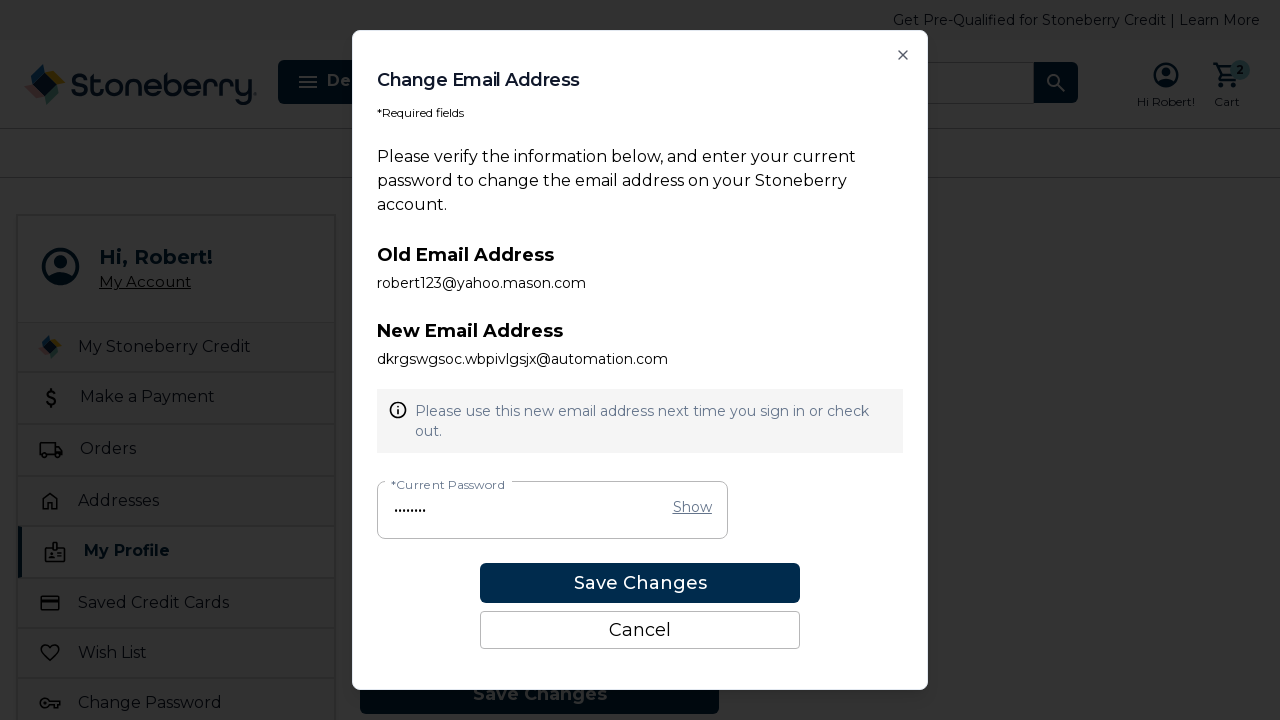 Get Pre-Qualified for Stoneberry Credit | Learn More
Stoneberry
De
2
Hi Robert!
Cart
×
Change Email Address
*Required fields
Please verify the information below, and enter your current
password to change the email address on your Stoneberry
account.
Old Email Address
robert123@yahoo.mason.com
New Email Address
dkrgswgsoc.wbpivlgsjx@automation.com
Please use this new email address next time you sign in or check
out.
*Current Password
••••••••
Show
Save Changes
Cancel
Hi, Robert!
My Account
My Stoneberry Credit
Make a Payment
Orders
Addresses
My Profile
Saved Credit Cards
Wish List
Change Password
Save Changes